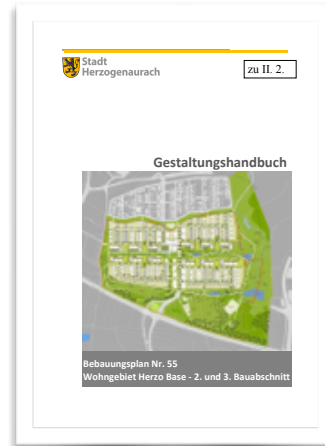 Stadt
Herzogenaurach
zu II. 2.
Gestaltungshandbuch
Bebauungsplan Nr. 55
Wohngebiet Herzo Base - 2. und 3. Bauabschnitt